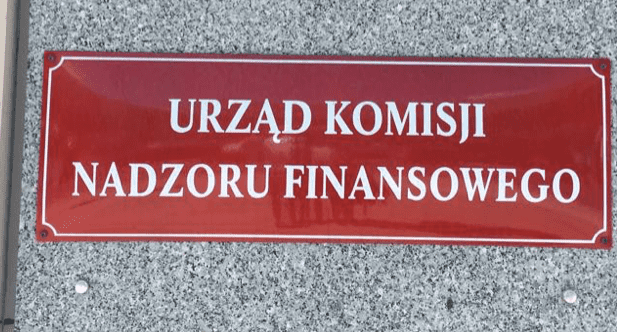 URZĄD KOMISJI
NADZORU FINANSOWEGO